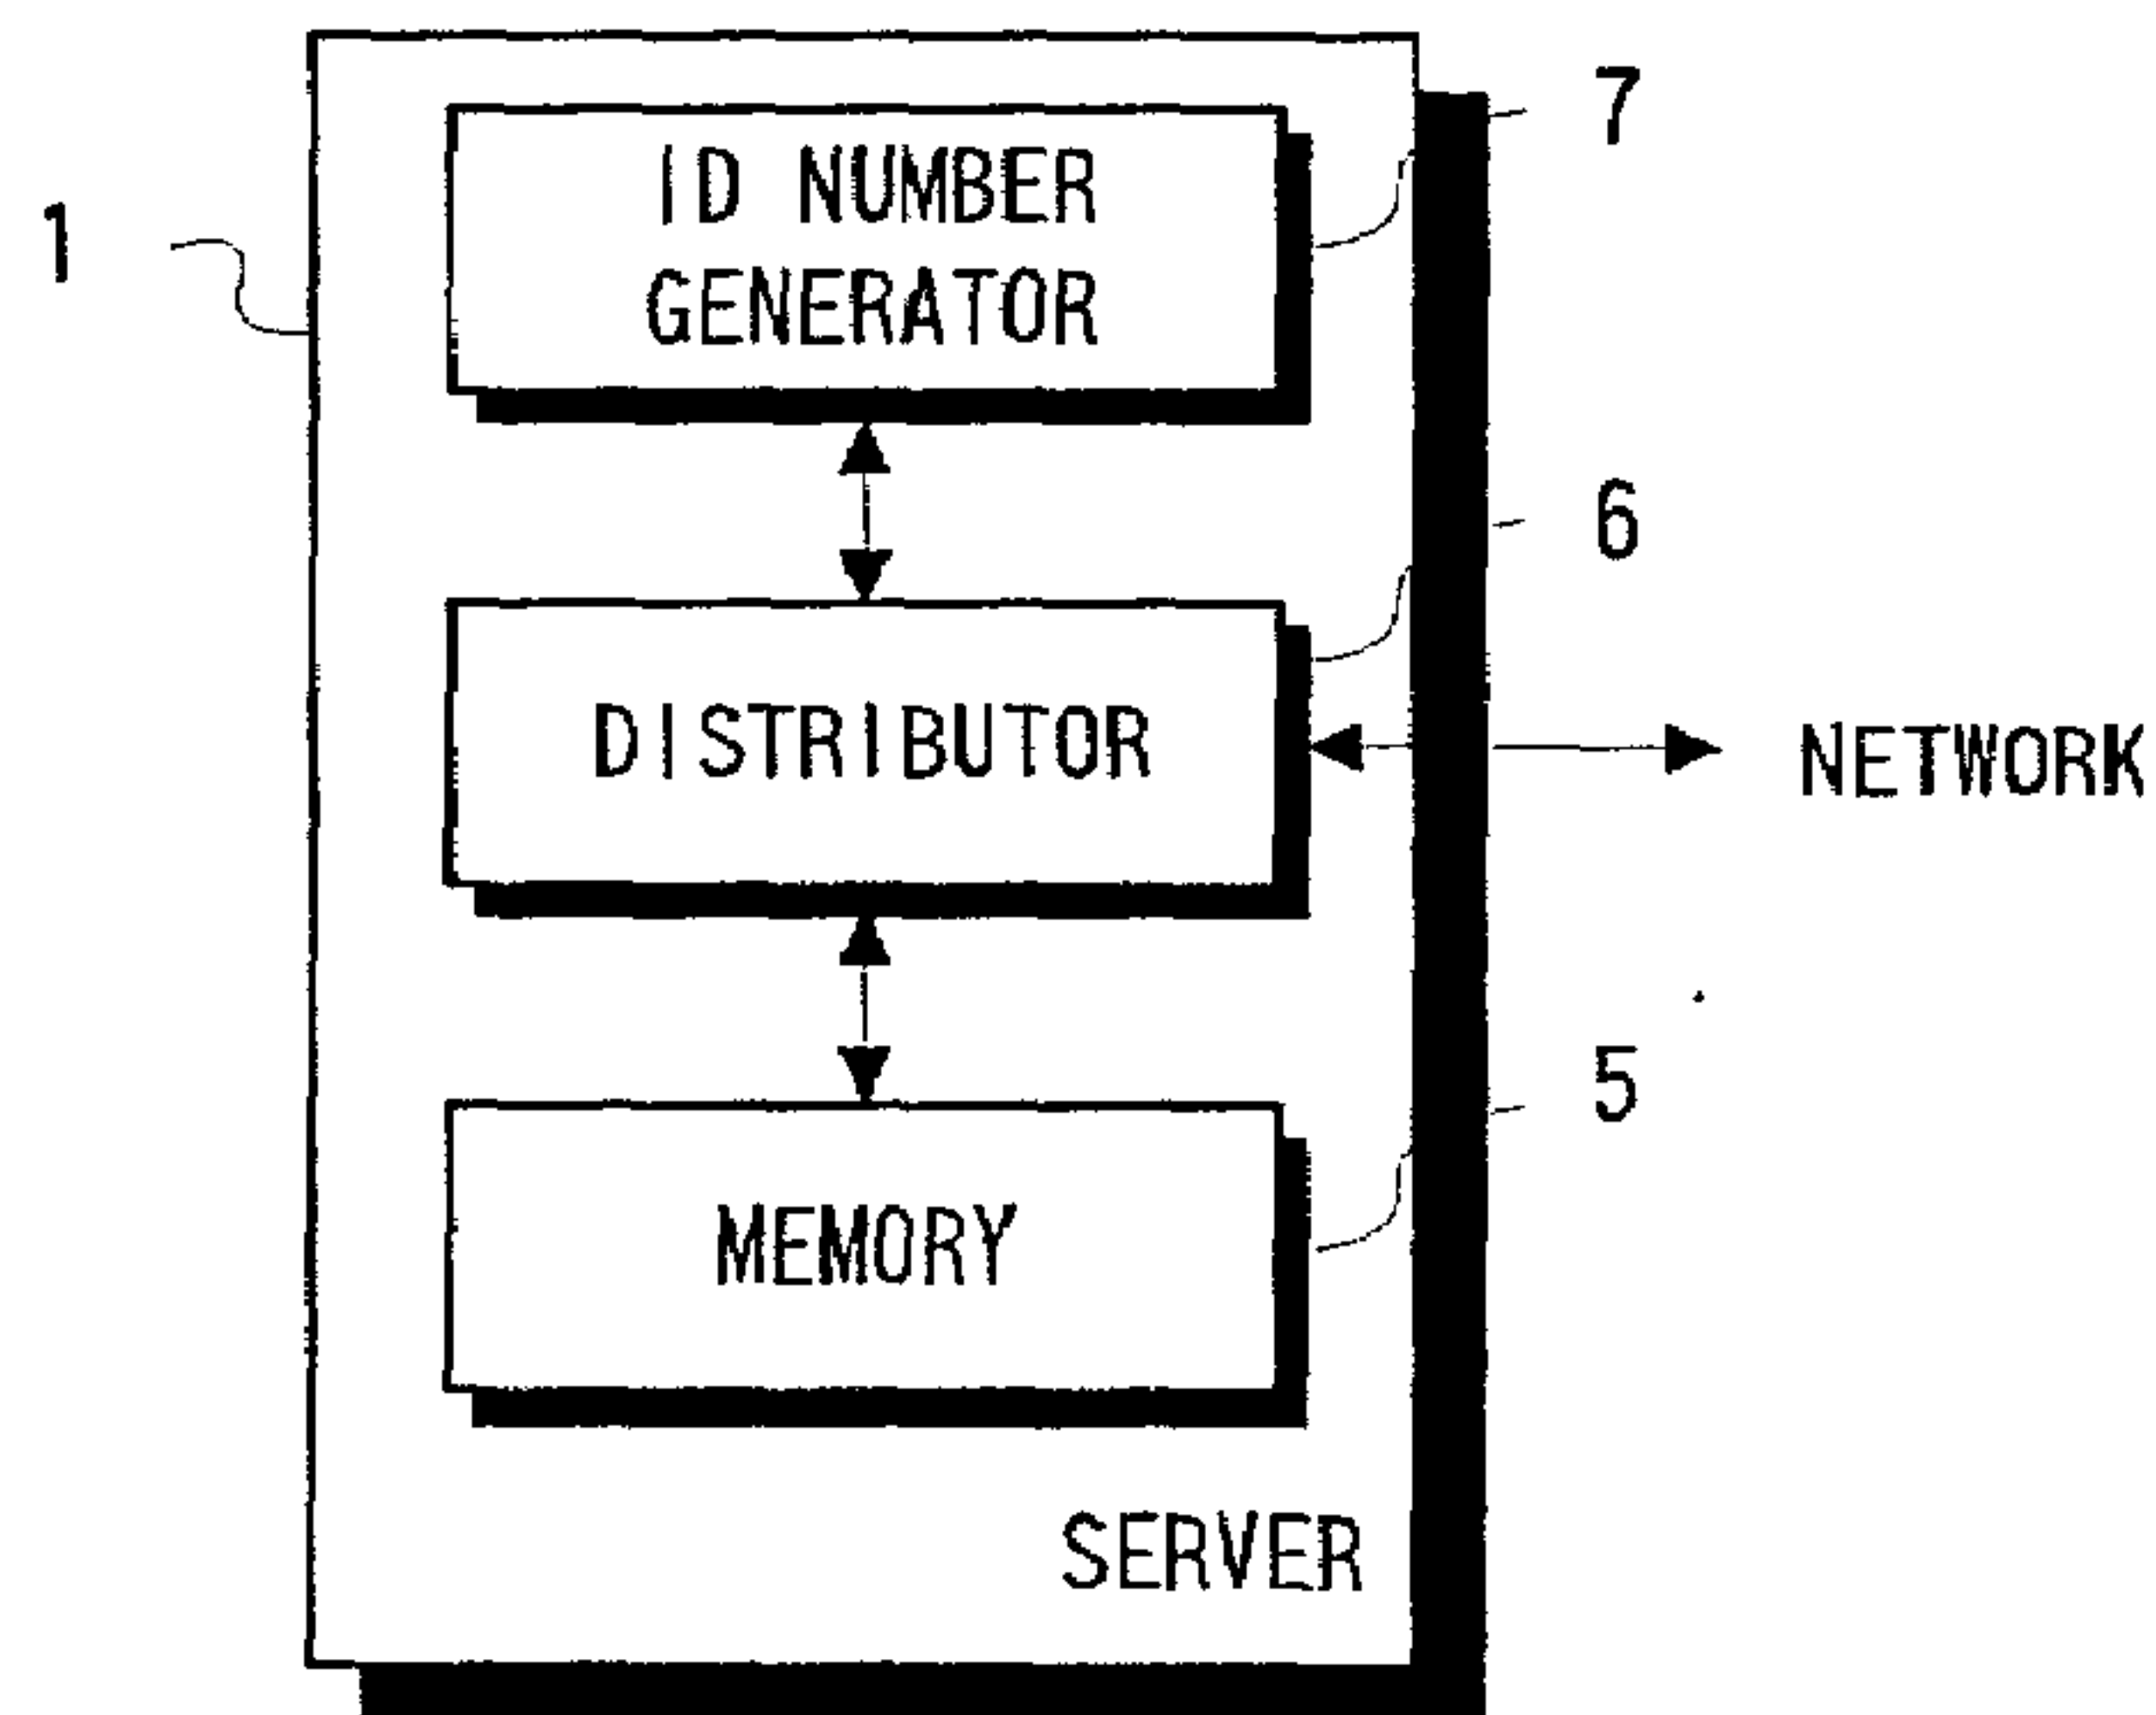 1
ID NUMBER
GENERATOR
7
6
DISTRIBUTOR
NETWORK
5
MEMORY
SERVER